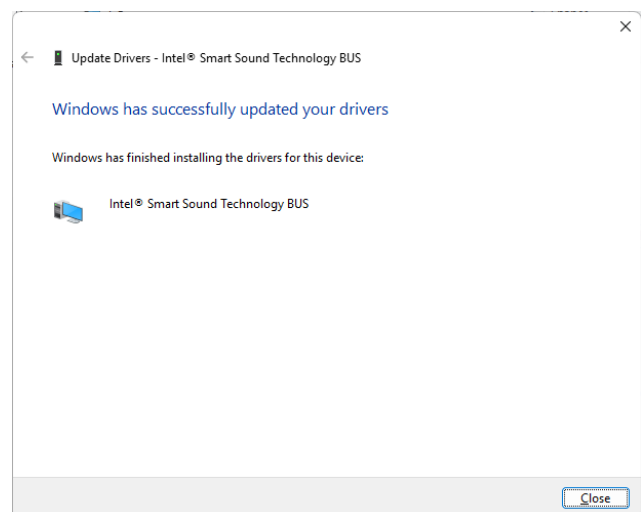 Update Drivers - Intel® Smart Sound Technology BUS
Windows has successfully updated your drivers
Windows has finished installing the drivers for this device:
Intel® Smart Sound Technology BUS
Close